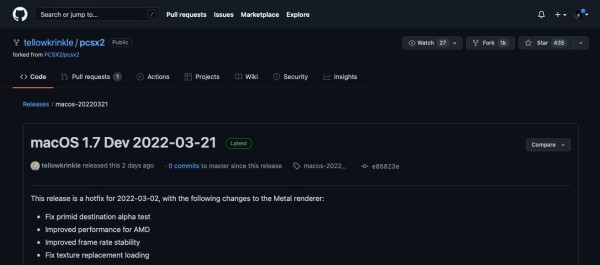 Search or jump to... /
Pull requests Issues Marketplace Explore
tellowkrinkle / pcsx2 Public
Watch 27 Fork 1k Star 435
forked from PCSX2/pcsx2
<> Code Pull requests 1 Actions Projects Wiki Security Insights
Releases / macos-20220321
macOS 1.7 Dev 2022-03-21 Latest
Compare
tellowkrinkle released this 2 days ago · 0 commits to master since this release macos-2022... e85823e
This release is a hotfix for 2022-03-02, with the following changes to the Metal renderer:
• Fix primid destination alpha test
• Improved performance for AMD
• Improved frame rate stability
• Fix texture replacement loading